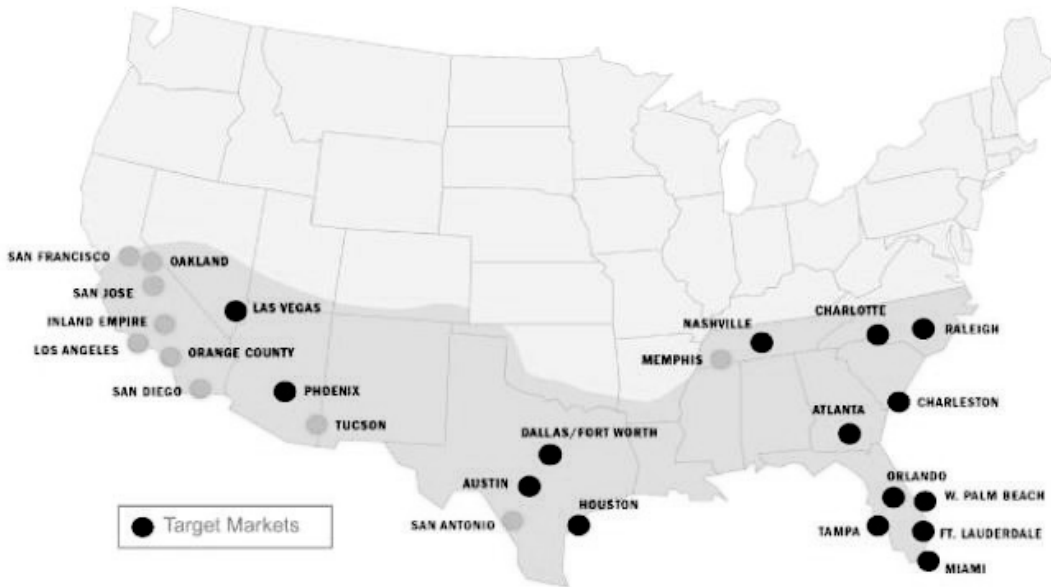 SAN FRANCISCO
OAKLAND
SAN JOSE
LAS VEGAS
INLAND EMPIRE
LOS ANGELES
ORANGE COUNTY
SAN DIEGO
PHOENIX
TUCSON
NASHVILLE
CHARLOTTE
RALEIGH
MEMPHIS
CHARLESTON
ATLANTA
DALLAS/FORT WORTH
AUSTIN
HOUSTON
SAN ANTONIO
ORLANDO
W. PALM BEACH
TAMPA
FT. LAUDERDALE
MIAMI
Target Markets